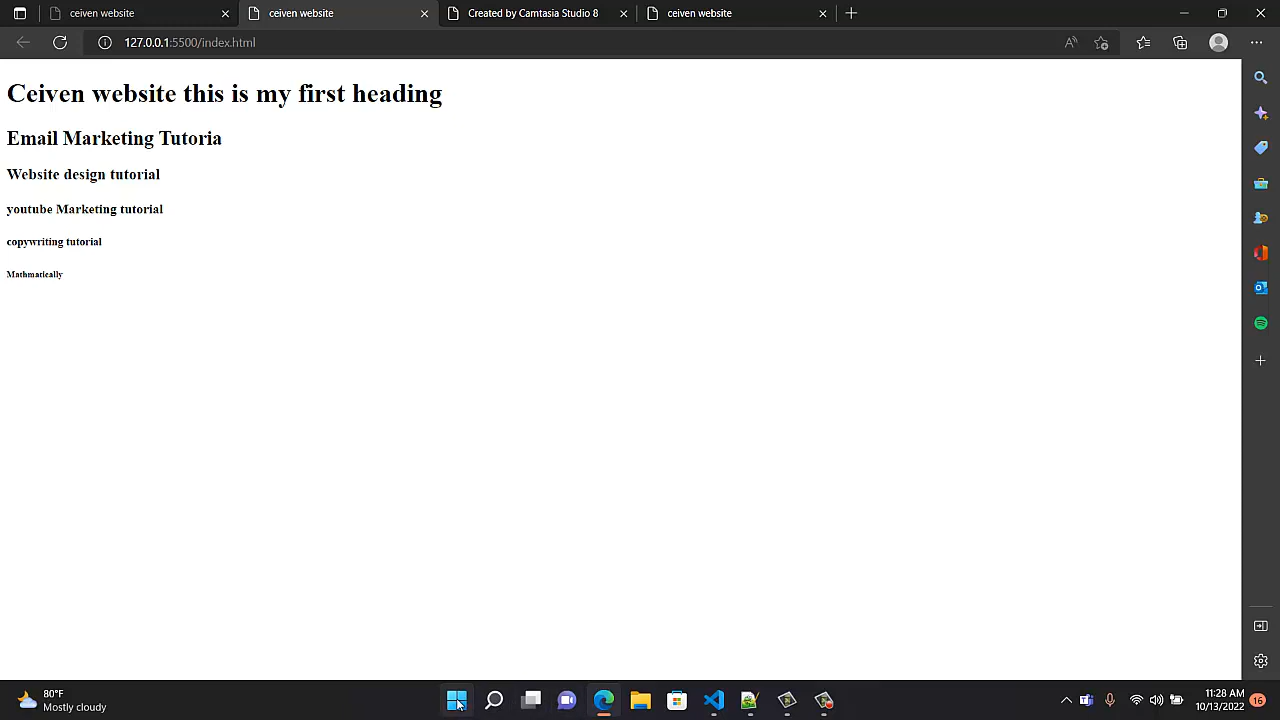 ceiven website
ceiven website
Created by Camtasia Studio 8
ceiven website
127.0.0.1:5500/index.html
Ceiven website this is my first heading
Email Marketing Tutoria
Website design tutorial
youtube Marketing tutorial
copywriting tutorial
Mathmatically
80°F
Mostly cloudy
11:28 AM
10/13/2022
16